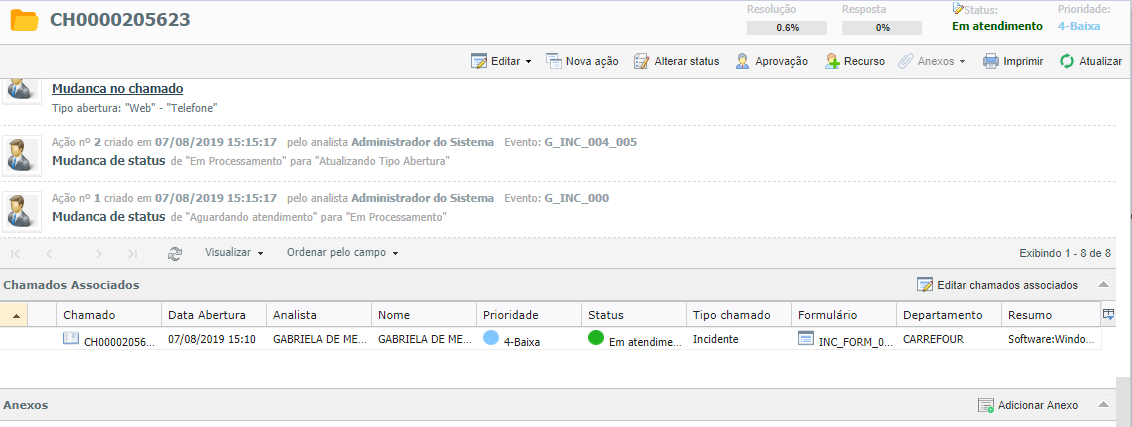 CH0000205623
Resolução Resposta Status: Prioridade:
0.6% 0% Em atendimento 4-Baixa
Editar Nova ação Alterar status Aprovação Recurso Anexos Imprimir Atualizar
Mudanca no chamado
Tipo abertura: "Web" - "Telefone"
Ação nº 2 criado em 07/08/2019 15:15:17 pelo analista Administrador do Sistema Evento: G_INC_004_005
Mudanca de status de "Em Processamento" para "Atualizando Tipo Abertura"
Ação nº 1 criado em 07/08/2019 15:15:17 pelo analista Administrador do Sistema Evento: G_INC_000
Mudanca de status de "Aguardando atendimento" para "Em Processamento"
Visualizar Ordenar pelo campo Exibindo 1 - 8 de 8
Chamados Associados Editar chamados associados
Chamado Data Abertura Analista Nome Prioridade Status Tipo chamado Formulário Departamento Resumo
CH00002056... 07/08/2019 15:10 GABRIELA DE ME... GABRIELA DE ME... 4-Baixa Em atendime... Incidente INC_FORM_0... CARREFOUR Software:Windo...
Anexos Adicionar Anexo